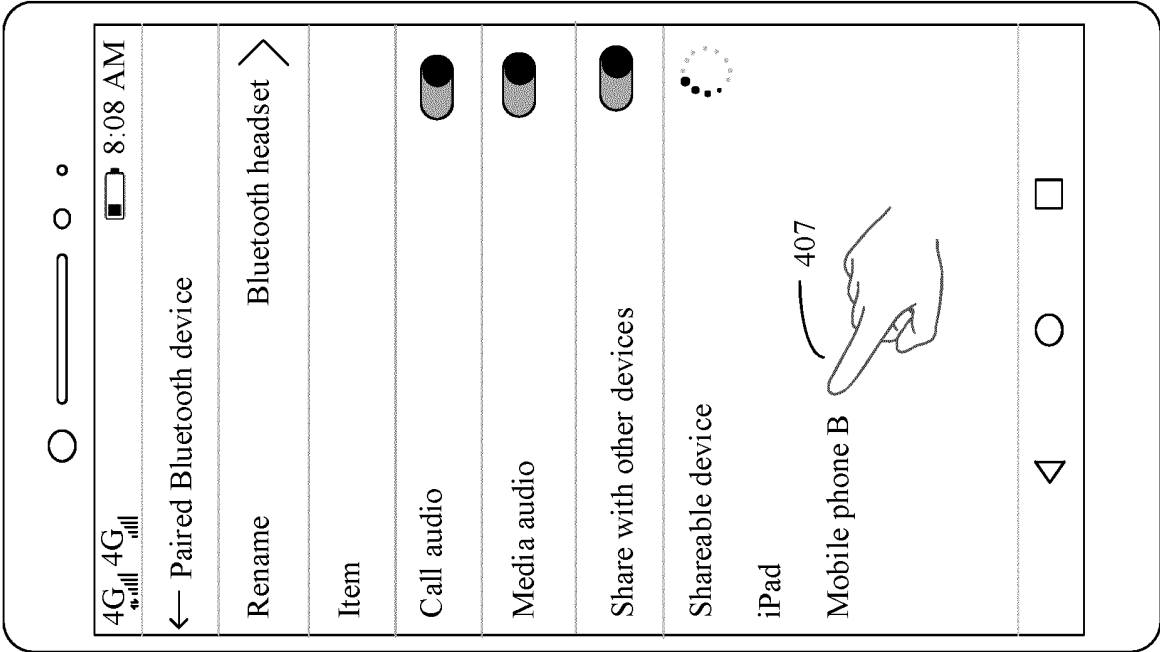 4G 4G 8:08 AM
← Paired Bluetooth device
Rename Bluetooth headset >
Item
Call audio
Media audio
Share with other devices
Shareable device
iPad
Mobile phone B
407